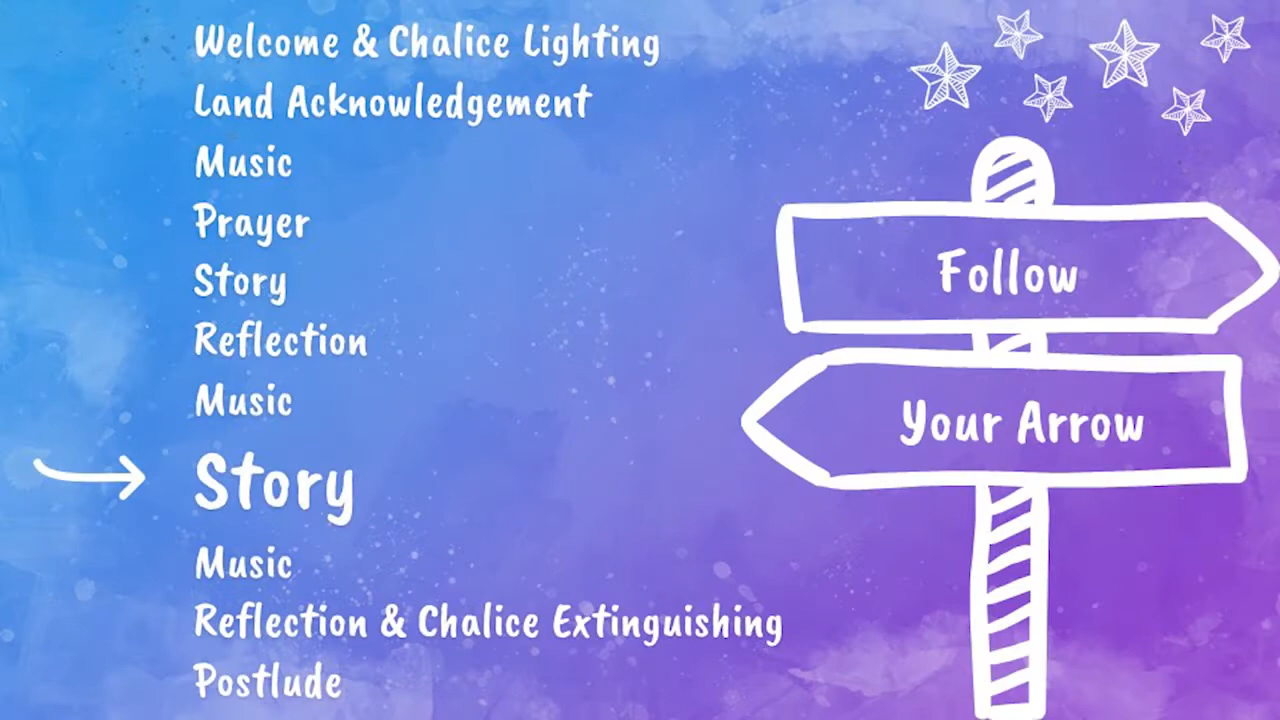 Welcome & Chalice Lighting
Land Acknowledgement
Music
Prayer
Story
Reflection
Music
Story
Music
Reflection & Chalice Extinguishing
Postlude
Follow
Your Arrow